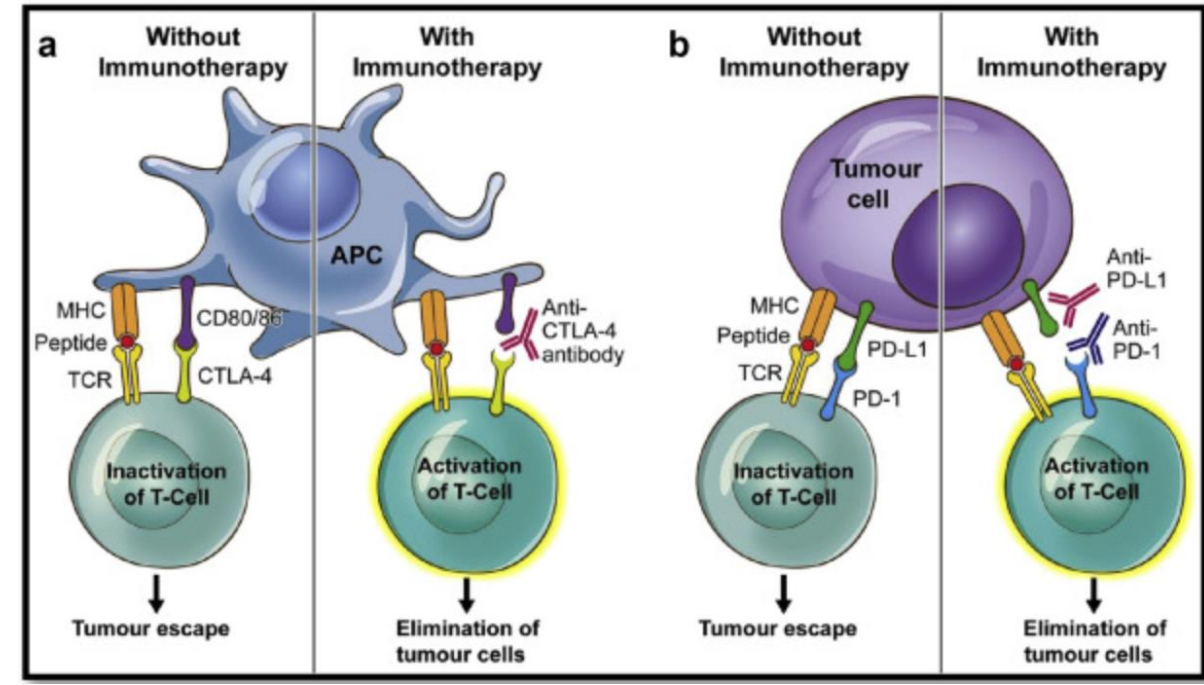 a
Without
Immunotherapy
With
Immunotherapy
APC
MHC
Peptide
TCR
CD80/86
CTLA-4
Anti-
CTLA-4
antibody
Inactivation
of T-Cell
Activation
of T-Cell
Tumour escape
Elimination of
tumour cells
b
Without
Immunotherapy
With
Immunotherapy
Tumour
cell
MHC
Peptide
TCR
PD-L1
PD-1
Anti-
PD-L1
Anti-
PD-1
Inactivation
of T-Cell
Activation
of T-Cell
Tumour escape
Elimination of
tumour cells